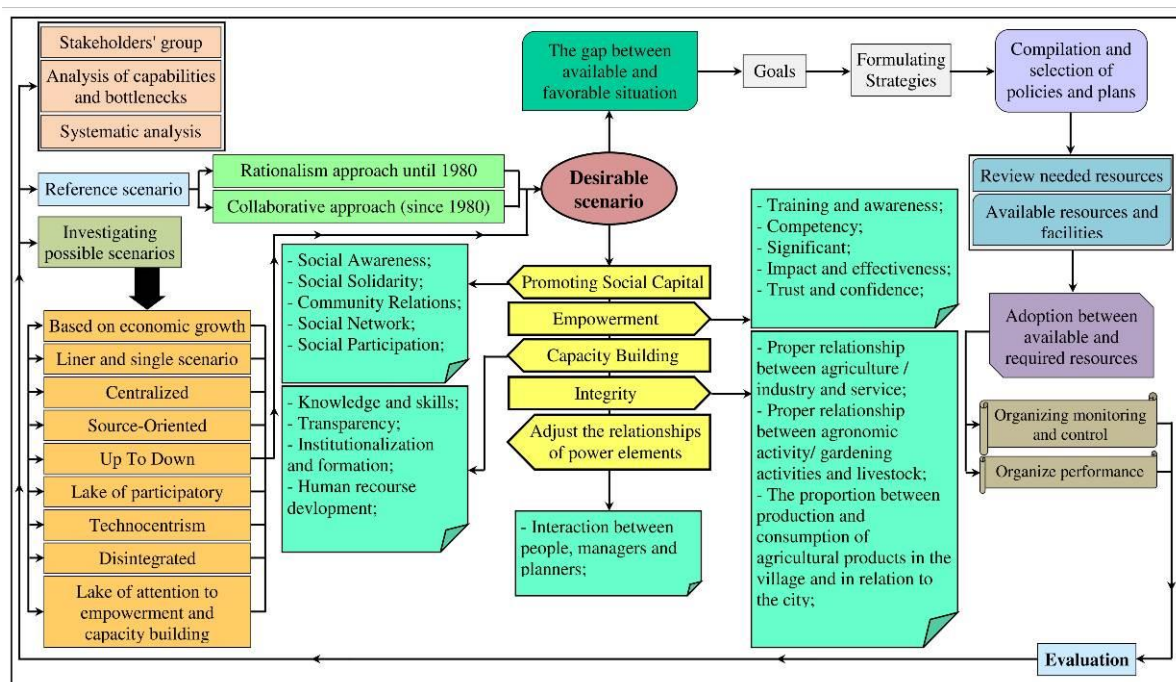 Stakeholders' group
Analysis of capabilities
and bottlenecks
Systematic analysis
Reference scenario
Rationalism approach until 1980
Collaborative approach (since 1980)
Investigating
possible scenarios
Based on economic growth
Liner and single scenario
Centralized
Source-Oriented
Up To Down
Lake of participatory
Technocentrism
Disintegrated
Lake of attention to
empowerment and
capacity building
The gap between
available and
favorable situation
Goals
Formulating
Strategies
Compilation and
selection of
policies and plans
Desirable
scenario
- Social Awareness;
- Social Solidarity;
- Community Relations;
- Social Network;
- Social Participation;
- Knowledge and skills;
- Transparency;
- Institutionalization
and formation;
- Human recourse
devlopment;
Promoting Social Capital
Empowerment
Capacity Building
Integrity
Adjust the relationships
of power elements
- Interaction between
people, managers and
planners;
- Training and awareness;
- Competency;
- Significant;
- Impact and effectiveness;
- Trust and confidence;
- Proper relationship
between agriculture /
industry and service;
- Proper relationship
between agronomic
activity/ gardening
activities and livestock;
- The proportion between
production and
consumption of
agricultural products in the
village and in relation to
the city;
Review needed resources
Available resources and
facilities
Adoption between
available and
required resources
Organizing monitoring
and control
Organize performance
Evaluation